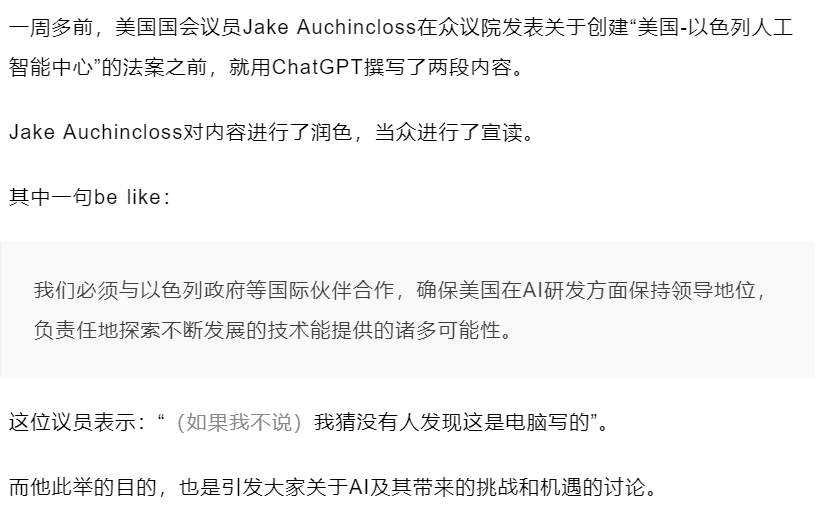 一周多前，美国国会议员Jake Auchincloss在众议院发表关于创建“美国-以色列人工
智能中心”的法案之前，就用ChatGPT撰写了两段内容。
Jake Auchincloss对内容进行了润色，当众进行了宣读。
其中一句be like：
我们必须与以色列政府等国际伙伴合作，确保美国在AI研发方面保持领导地位，
负责任地探索不断发展的技术能提供的诸多可能性。
这位议员表示：“（如果我不说）我猜没有人发现这是电脑写的”。
而他此举的目的，也是引发大家关于AI及其带来的挑战和机遇的讨论。